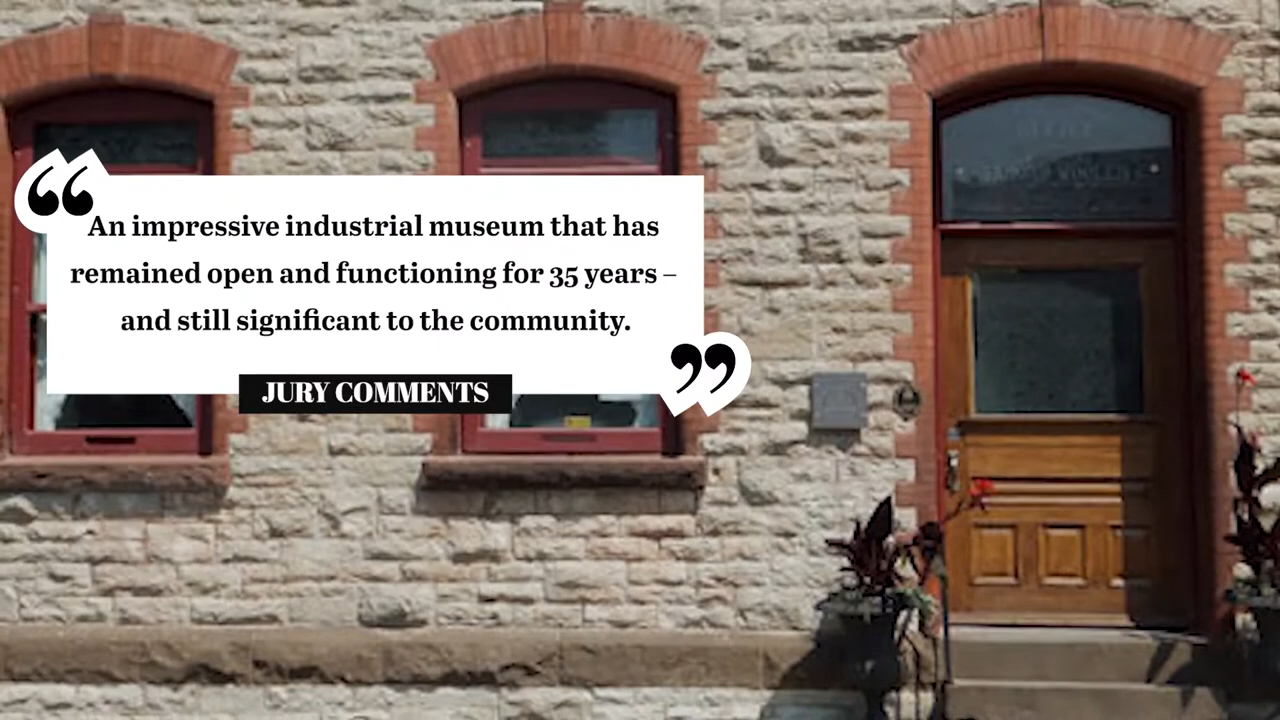 “An impressive industrial museum that has
remained open and functioning for 35 years –
and still significant to the community.”
JURY COMMENTS